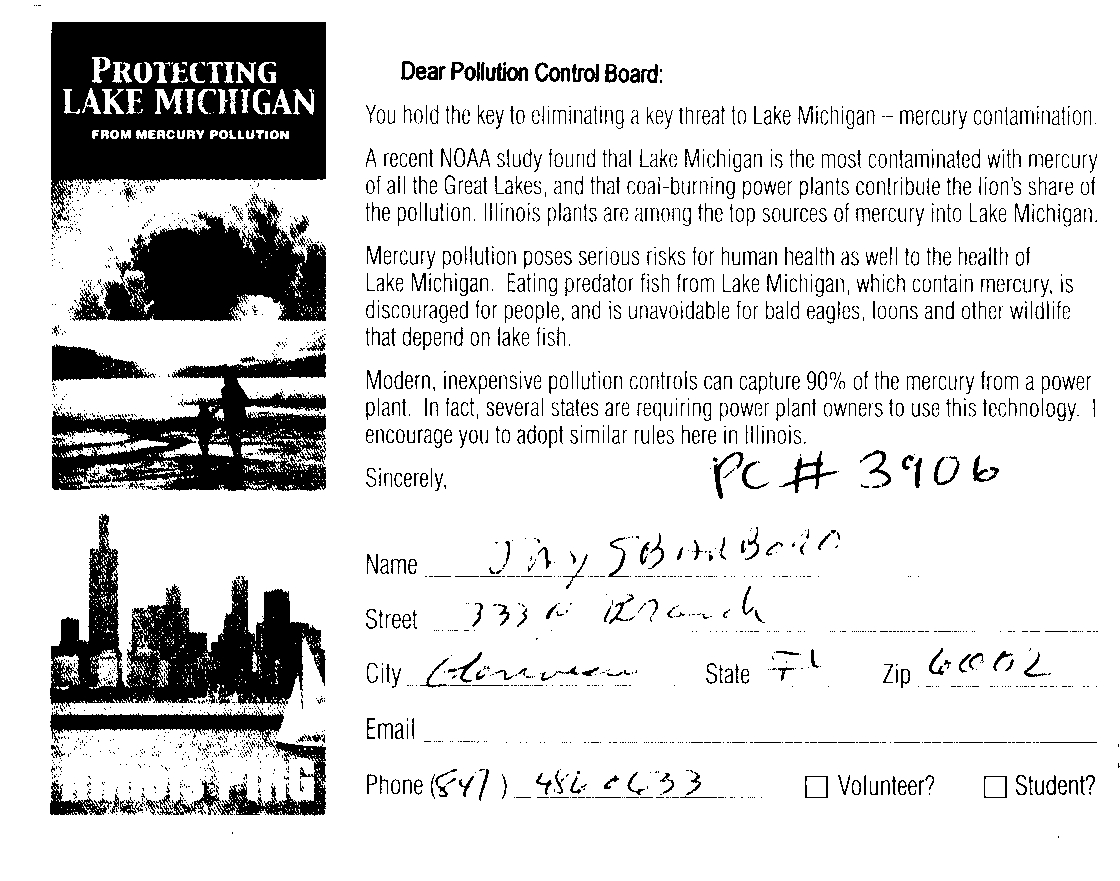 PROTECTING
LAKE MICHIGAN
FROM MERCURY POLLUTION
ILLINOIS PIRG
Dear Pollution Control Board:
You hold the key to eliminating a key threat to Lake Michigan – mercury contamination.
A recent NOAA study found that Lake Michigan is the most contaminated with mercury
of all the Great Lakes, and that coal-burning power plants contribute the lion's share of
the pollution. Illinois plants are among the top sources of mercury into Lake Michigan.
Mercury pollution poses serious risks for human health as well to the health of
Lake Michigan. Eating predator fish from Lake Michigan, which contain mercury, is
discouraged for people, and is unavoidable for bald eagles, loons and other wildlife
that depend on lake fish.
Modern, inexpensive pollution controls can capture 90% of the mercury from a power
plant. In fact, several states are requiring power plant owners to use this technology. I
encourage you to adopt similar rules here in Illinois.
Sincerely,
PC# 3906
Name Jay
Street 333 N Branch
City State IL Zip
Email
Phone (847) 486 0633 Volunteer? Student?